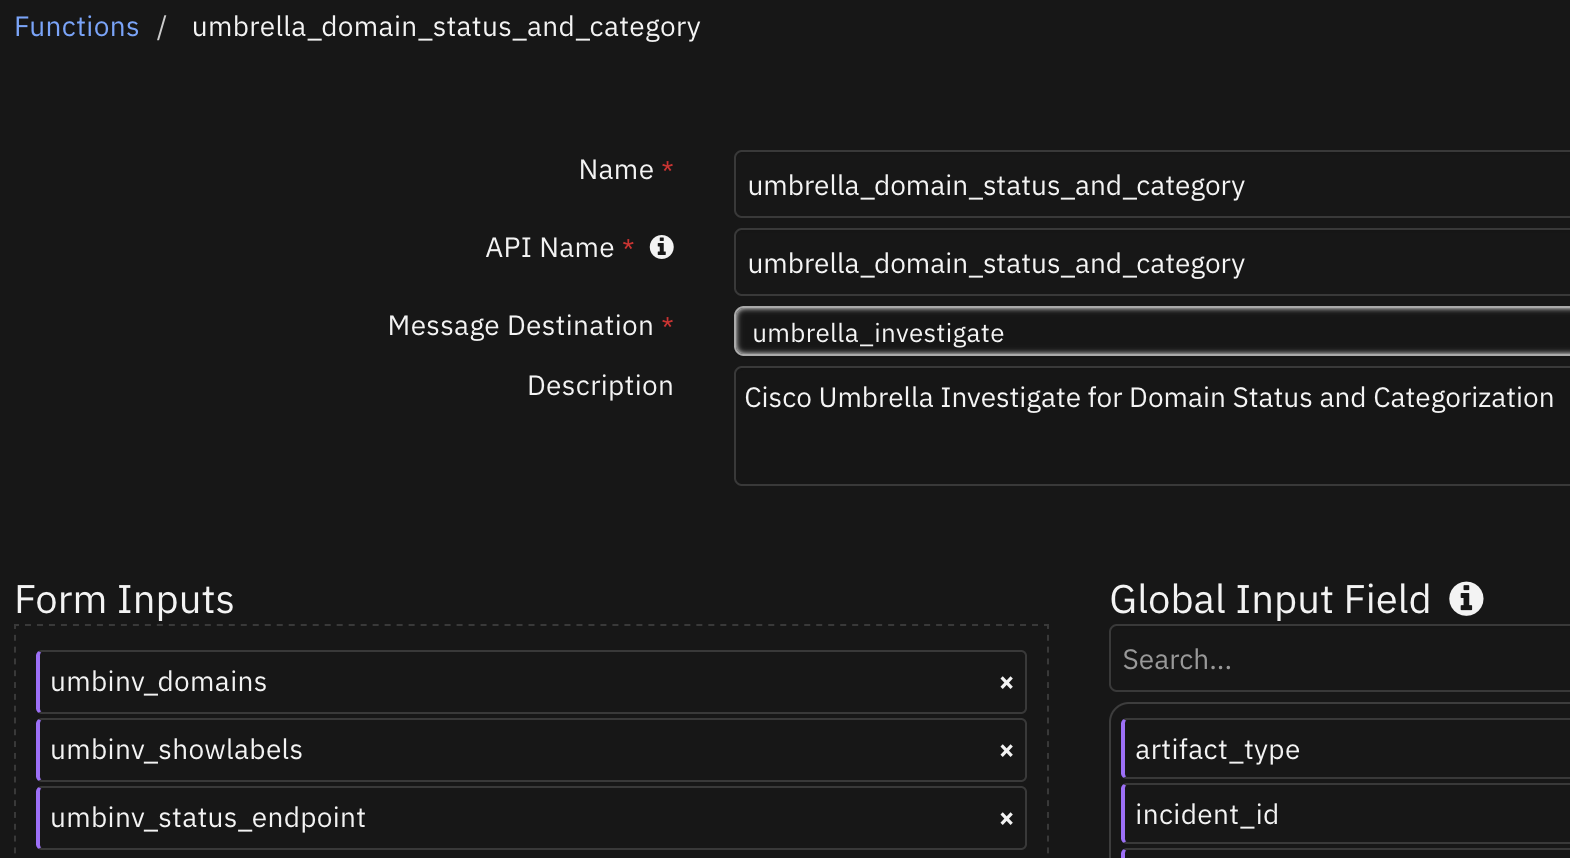 Functions / umbrella_domain_status_and_category
Name *
umbrella_domain_status_and_category
API Name *
umbrella_domain_status_and_category
Message Destination *
umbrella_investigate
Description
Cisco Umbrella Investigate for Domain Status and Categorization
Form Inputs
umbinv_domains ×
umbinv_showlabels ×
umbinv_status_endpoint ×
Global Input Field
Search...
artifact_type
incident_id